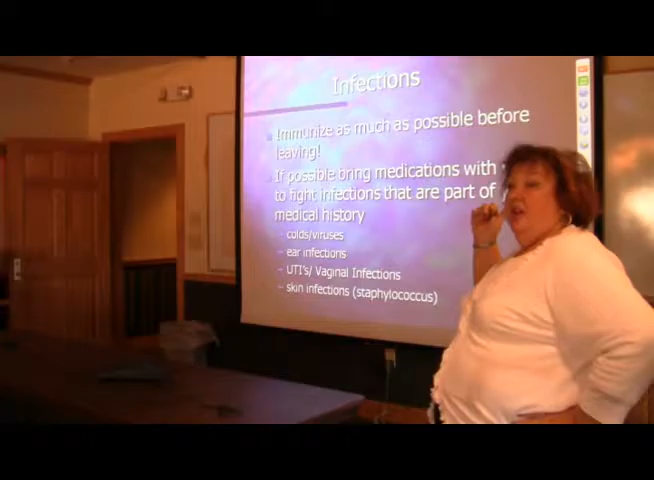 Infections
Immunize as much as possible before
leaving!
If possible bring medications with
to fight infections that are part of
medical history
– colds/viruses
– ear infections
– UTI's/ Vaginal Infections
– skin infections (staphylococcus)